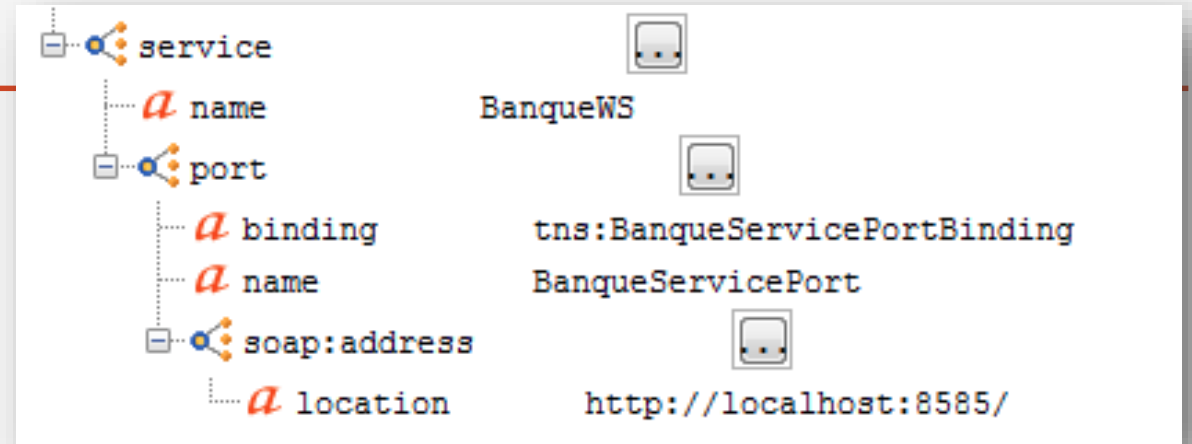 service ...
a name BanqueWS
port ...
a binding tns:BanqueServicePortBinding
a name BanqueServicePort
soap:address ...
a location http://localhost:8585/